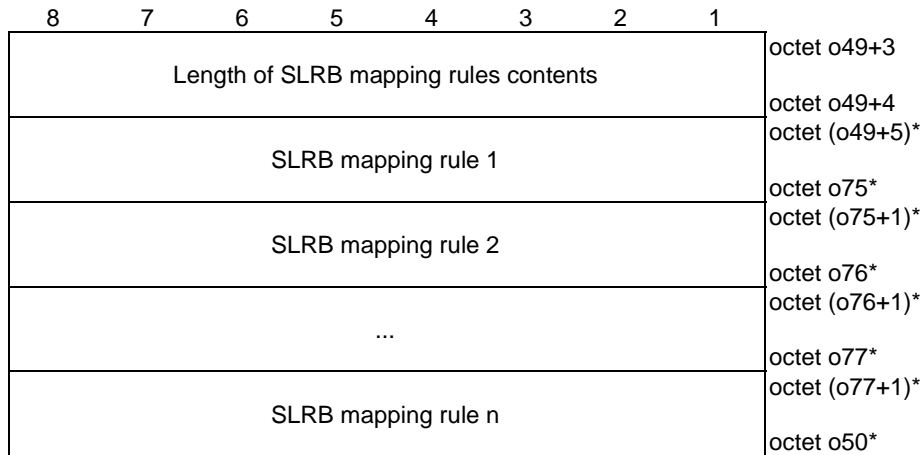 8 7 6 5 4 3 2 1
octet o49+3
Length of SLRB mapping rules contents
octet o49+4
octet (o49+5)*
SLRB mapping rule 1
octet o75*
octet (o75+1)*
SLRB mapping rule 2
octet o76*
octet (o76+1)*
...
octet o77*
octet (o77+1)*
SLRB mapping rule n
octet o50*